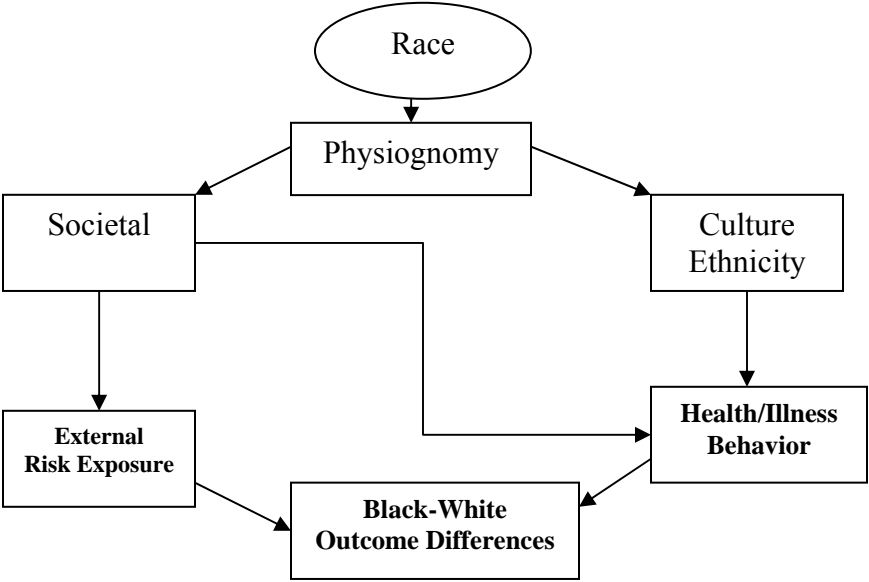 Race
Physiognomy
Societal
Culture
Ethnicity
External
Risk Exposure
Health/Illness
Behavior
Black-White
Outcome Differences